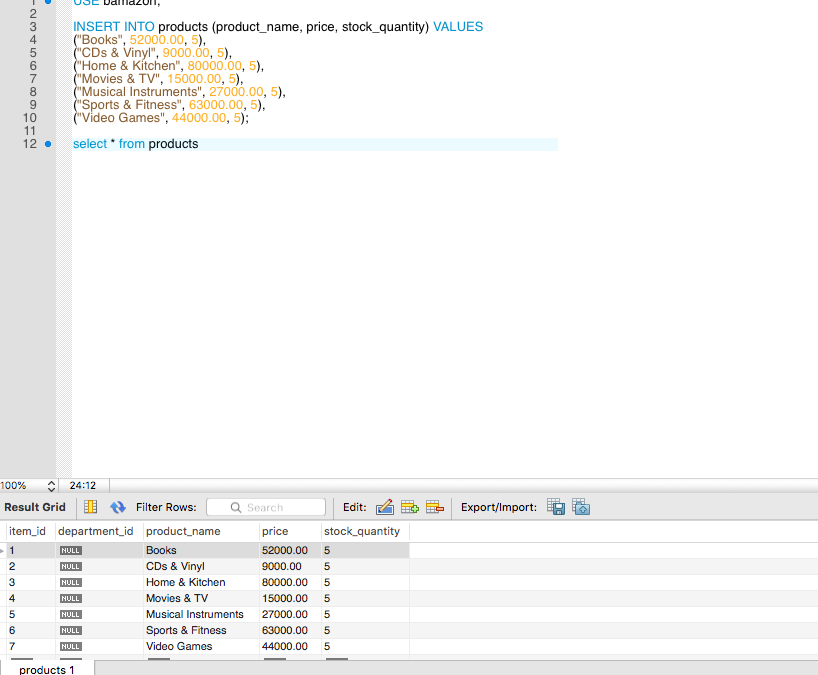 1 USE bamazon;
2
3 INSERT INTO products (product_name, price, stock_quantity) VALUES
4 ("Books", 52000.00, 5),
5 ("CDs & Vinyl", 9000.00, 5),
6 ("Home & Kitchen", 80000.00, 5),
7 ("Movies & TV", 15000.00, 5),
8 ("Musical Instruments", 27000.00, 5),
9 ("Sports & Fitness", 63000.00, 5),
10 ("Video Games", 44000.00, 5);
11
12 select * from products
100% 24:12
Result Grid Filter Rows: Search Edit: Export/Import:
item_id department_id product_name price stock_quantity
1 NULL Books 52000.00 5
2 NULL CDs & Vinyl 9000.00 5
3 NULL Home & Kitchen 80000.00 5
4 NULL Movies & TV 15000.00 5
5 NULL Musical Instruments 27000.00 5
6 NULL Sports & Fitness 63000.00 5
7 NULL Video Games 44000.00 5
products 1